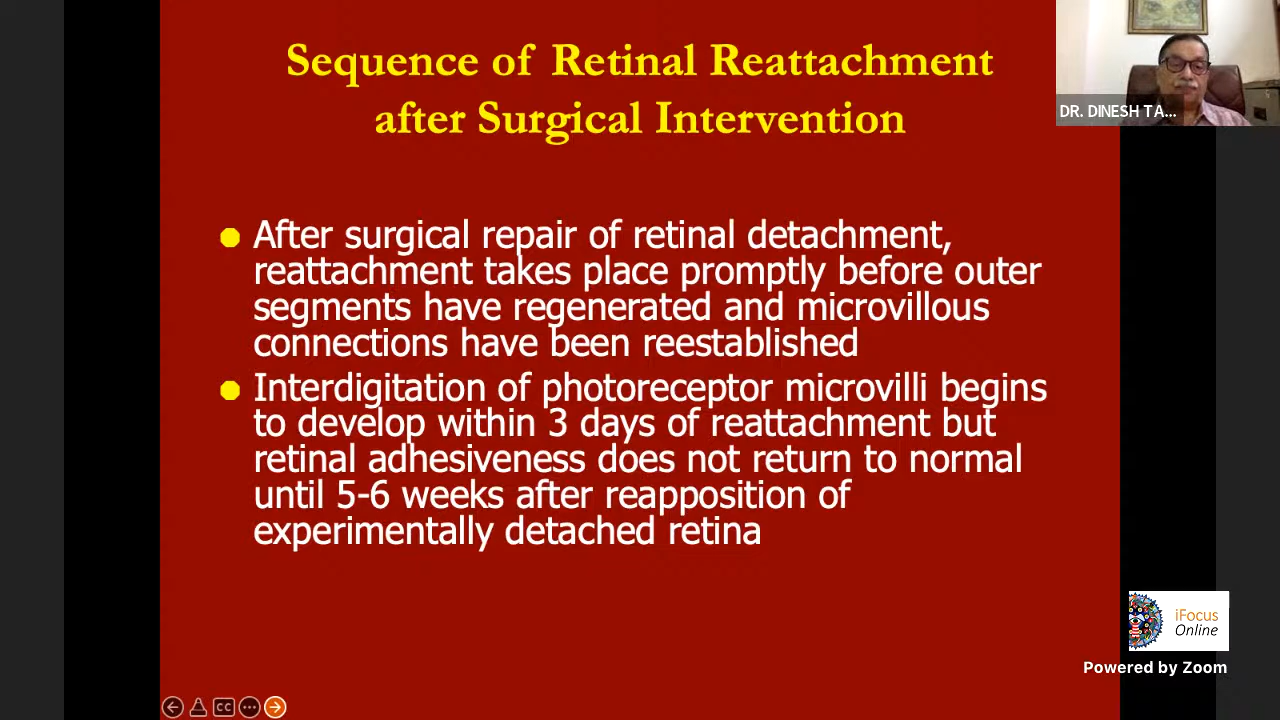 Sequence of Retinal Reattachment
after Surgical Intervention
DR. DINESH TA...
After surgical repair of retinal detachment,
reattachment takes place promptly before outer
segments have regenerated and microvillous
connections have been reestablished
Interdigitation of photoreceptor microvilli begins
to develop within 3 days of reattachment but
retinal adhesiveness does not return to normal
until 5-6 weeks after reapposition of
experimentally detached retina
iFocus
Online
Powered by Zoom
CC